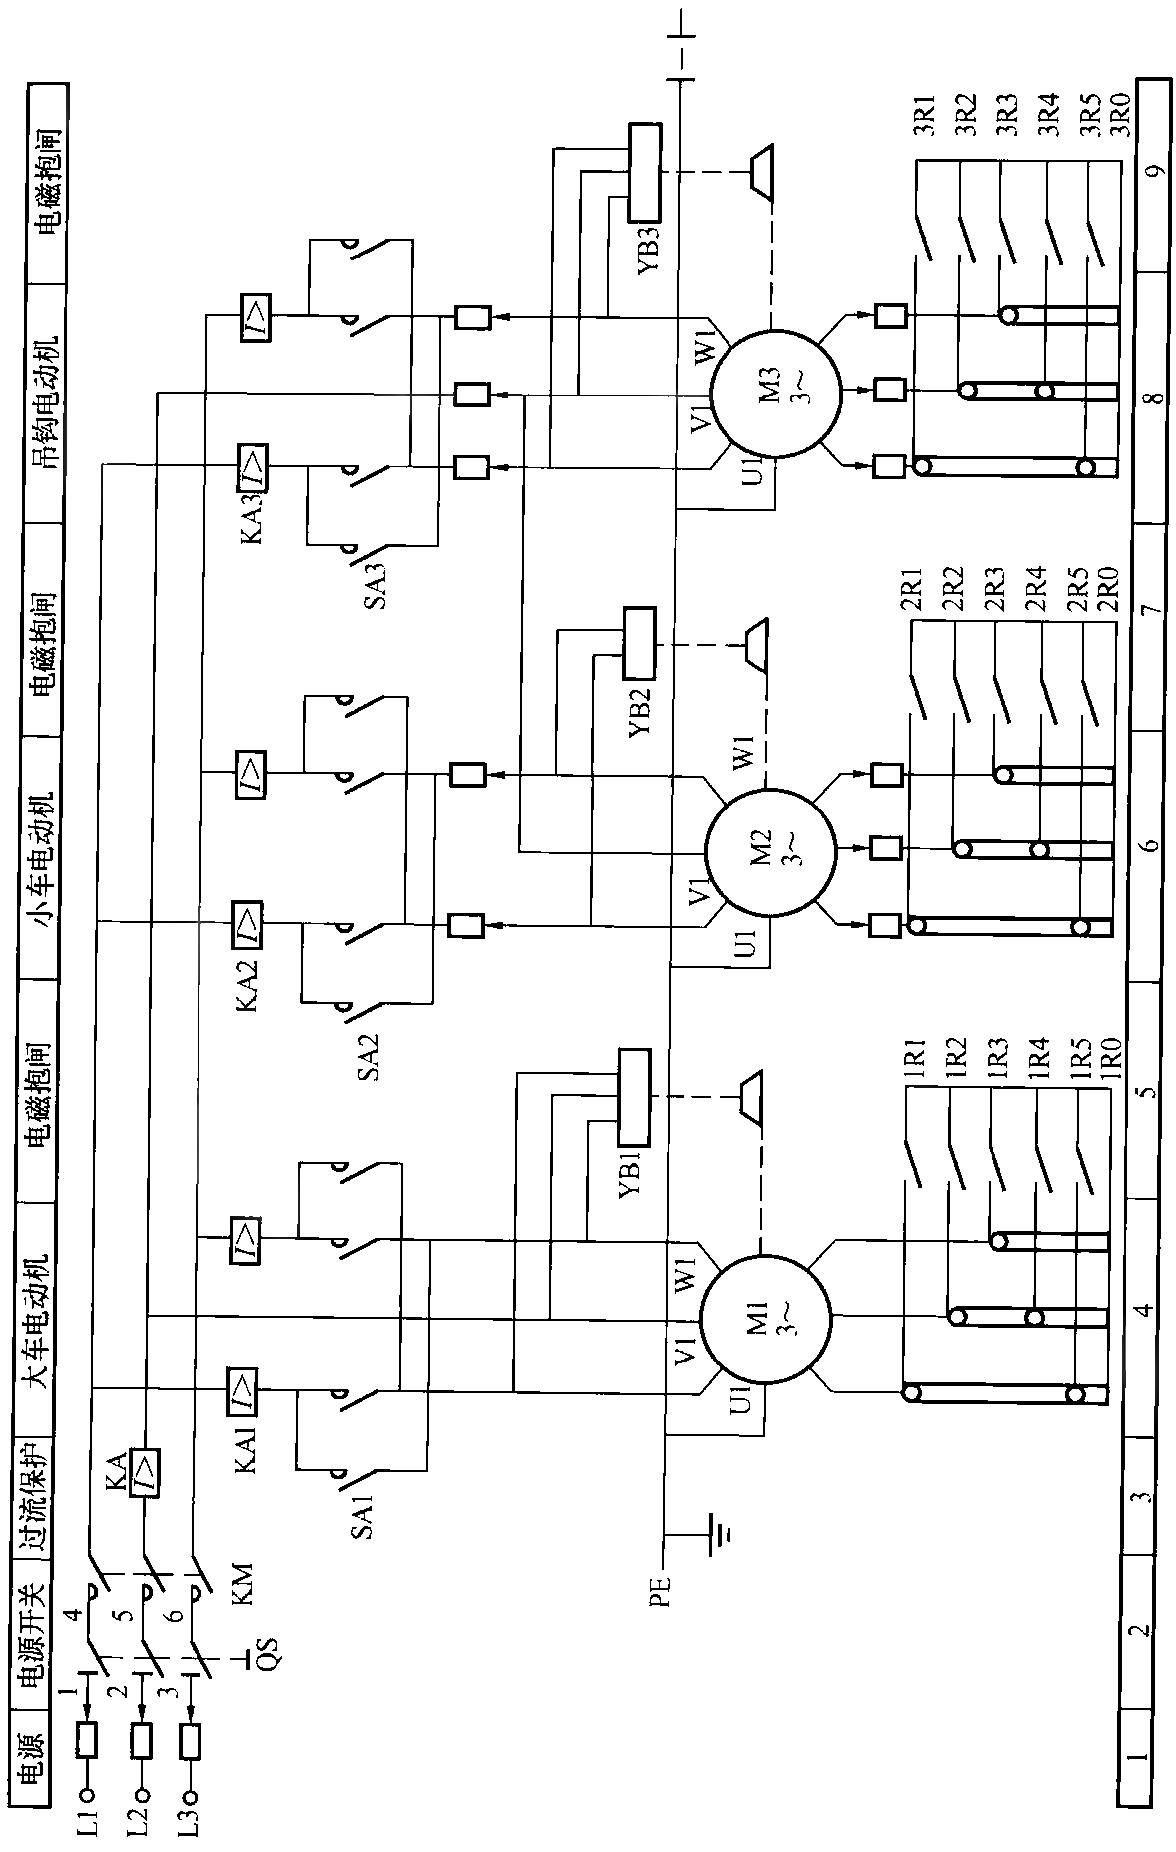 电源
电源开关
过流保护
大车电动机
电磁抱闸
小车电动机
电磁抱闸
吊钩电动机
电磁抱闸
L1
L2
L3
1
2
3
4
5
6
QS
KM
KA
I>
KA1
I>
I>
KA2
I>
I>
KA3
I>
I>
SA1
SA2
SA3
YB1
YB2
YB3
PE
U1
V1
W1
M1
3~
U1
V1
W1
M2
3~
U1
V1
W1
M3
3~
1R1
1R2
1R3
1R4
1R5
1R0
2R1
2R2
2R3
2R4
2R5
2R0
3R1
3R2
3R3
3R4
3R5
3R0
1
2
3
4
5
6
7
8
9